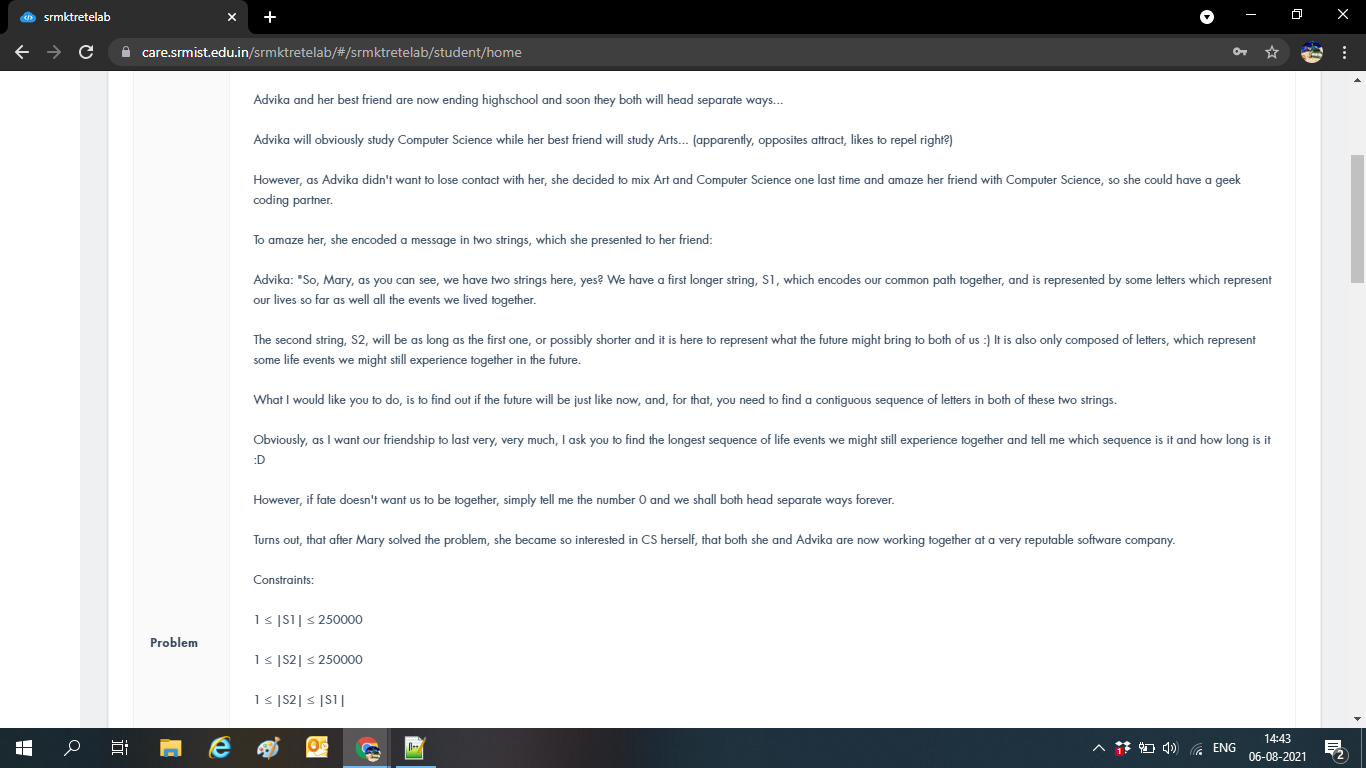 srmktretelab
care.srmist.edu.in/srmktretelab/#/srmktretelab/student/home
Advika and her best friend are now ending highschool and soon they both will head separate ways...
Advika will obviously study Computer Science while her best friend will study Arts... (apparently, opposites attract, likes to repel right?)
However, as Advika didn't want to lose contact with her, she decided to mix Art and Computer Science one last time and amaze her friend with Computer Science, so she could have a geek
coding partner.
To amaze her, she encoded a message in two strings, which she presented to her friend:
Advika: "So, Mary, as you can see, we have two strings here, yes? We have a first longer string, S1, which encodes our common path together, and is represented by some letters which represent
our lives so far as well all the events we lived together.
The second string, S2, will be as long as the first one, or possibly shorter and it is here to represent what the future might bring to both of us :) It is also only composed of letters, which represent
some life events we might still experience together in the future.
What I would like you to do, is to find out if the future will be just like now, and, for that, you need to find a contiguous sequence of letters in both of these two strings.
Obviously, as I want our friendship to last very, very much, I ask you to find the longest sequence of life events we might still experience together and tell me which sequence is it and how long is it
:D
However, if fate doesn't want us to be together, simply tell me the number 0 and we shall both head separate ways forever.
Turns out, that after Mary solved the problem, she became so interested in CS herself, that both she and Advika are now working together at a very reputable software company.
Constraints:
1 ≤ |S1| ≤ 250000
Problem
1 ≤ |S2| ≤ 250000
1 ≤ |S2| ≤ |S1|
ENG
14:43
06-08-2021
2